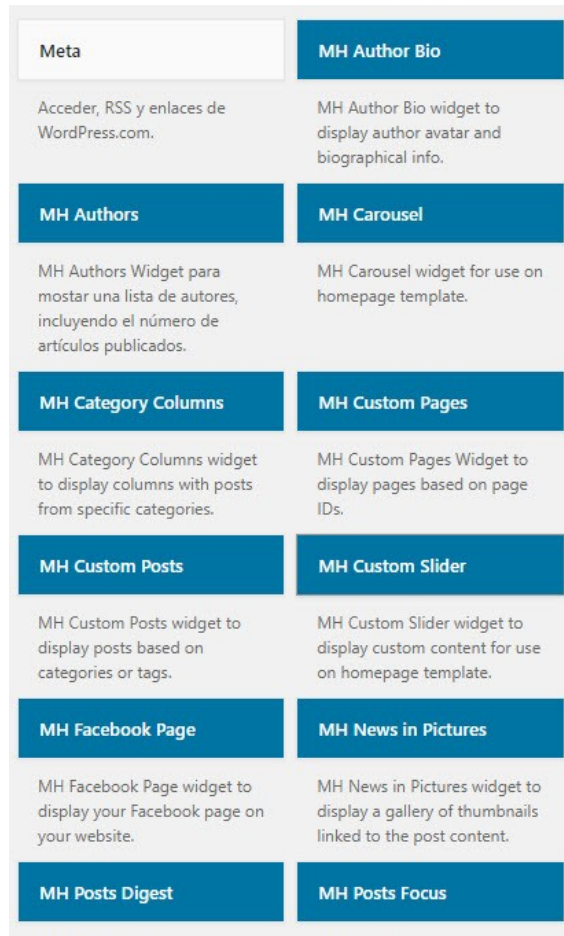 Meta
Acceder, RSS y enlaces de
WordPress.com.
MH Author Bio
MH Author Bio widget to
display author avatar and
biographical info.
MH Authors
MH Authors Widget para
mostar una lista de autores,
incluyendo el número de
artículos publicados.
MH Carousel
MH Carousel widget for use on
homepage template.
MH Category Columns
MH Category Columns widget
to display columns with posts
from specific categories.
MH Custom Pages
MH Custom Pages Widget to
display pages based on page
IDs.
MH Custom Posts
MH Custom Posts widget to
display posts based on
categories or tags.
MH Custom Slider
MH Custom Slider widget to
display custom content for use
on homepage template.
MH Facebook Page
MH Facebook Page widget to
display your Facebook page on
your website.
MH News in Pictures
MH News in Pictures widget to
display a gallery of thumbnails
linked to the post content.
MH Posts Digest
MH Posts Focus